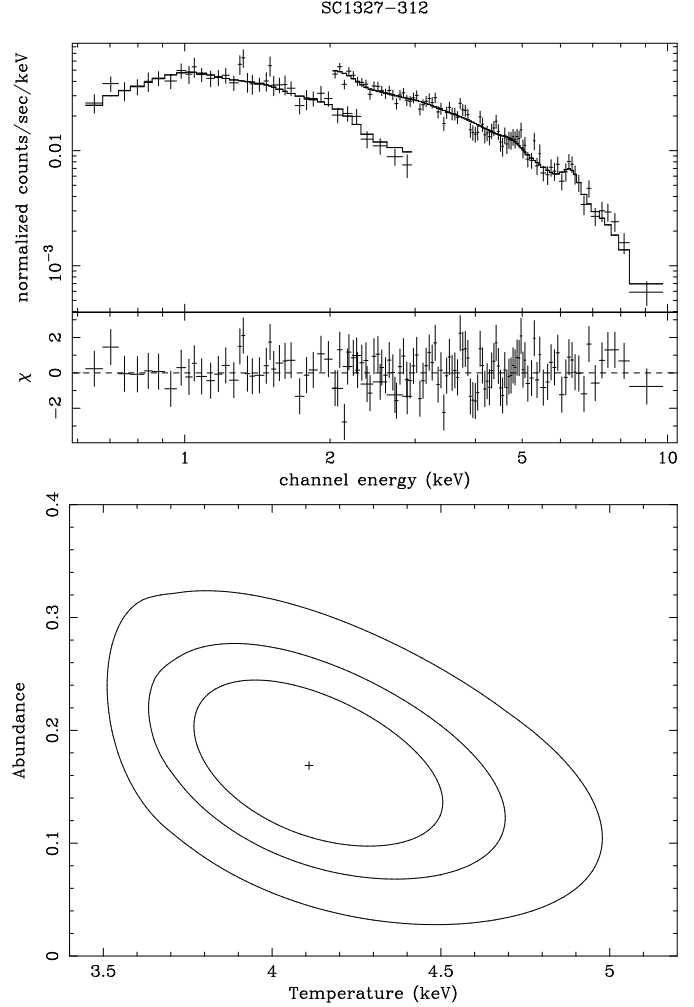 SC1327−312
normalized counts/sec/keV
0.01
10−3
χ
2
0
−2
1 2 5 10
channel energy (keV)
Abundance
0.4
0.3
0.2
0.1
0
3.5 4 4.5 5
Temperature (keV)